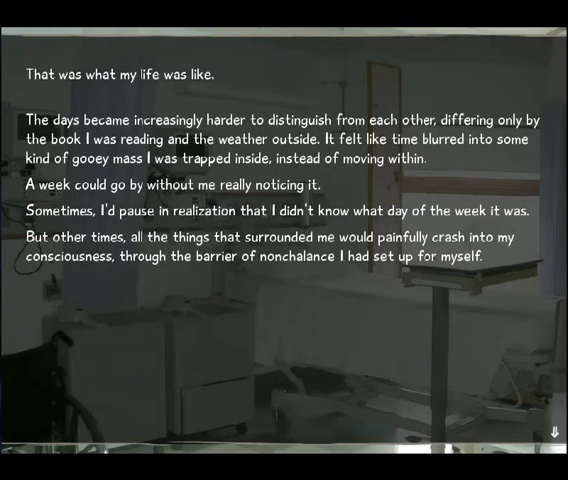 That was what my life was like.
The days became increasingly harder to distinguish from each other, differing only by
the book I was reading and the weather outside. It felt like time blurred into some
kind of gooey mass I was trapped inside, instead of moving within.
A week could go by without me really noticing it.
Sometimes, I'd pause in realization that I didn't know what day of the week it was.
But other times, all the things that surrounded me would painfully crash into my
consciousness, through the barrier of nonchalance I had set up for myself.